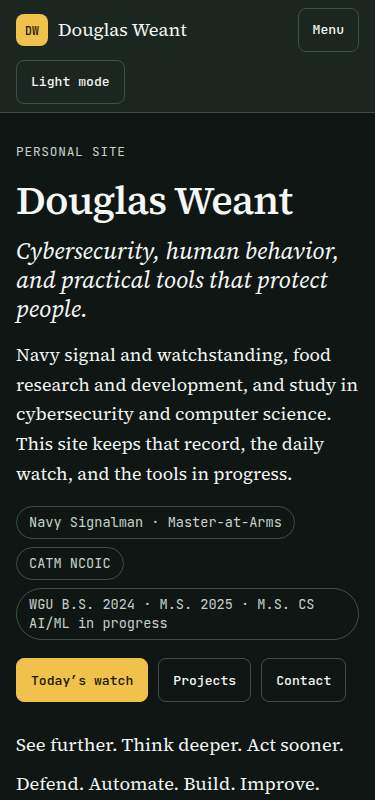 DW
Douglas Weant
Menu
Light mode
PERSONAL SITE
Douglas Weant
Cybersecurity, human behavior,
and practical tools that protect
people.
Navy signal and watchstanding, food
research and development, and study in
cybersecurity and computer science.
This site keeps that record, the daily
watch, and the tools in progress.
Navy Signalman · Master-at-Arms
CATM NCOIC
WGU B.S. 2024 · M.S. 2025 · M.S. CS
AI/ML in progress
Today’s watch
Projects
Contact
See further. Think deeper. Act sooner.
Defend. Automate. Build. Improve.